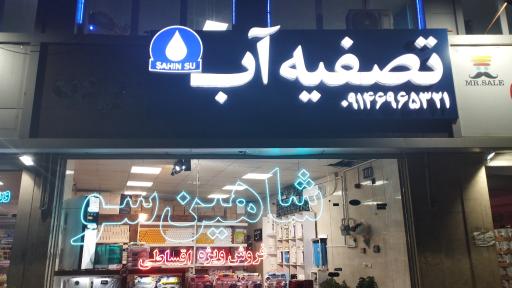 تصفیه آب
SAHIN SU
۰۹۱۴۶۹۶۵۳۲۱
MR.SALE
شاهین سو
فروش ویژه اقساطی